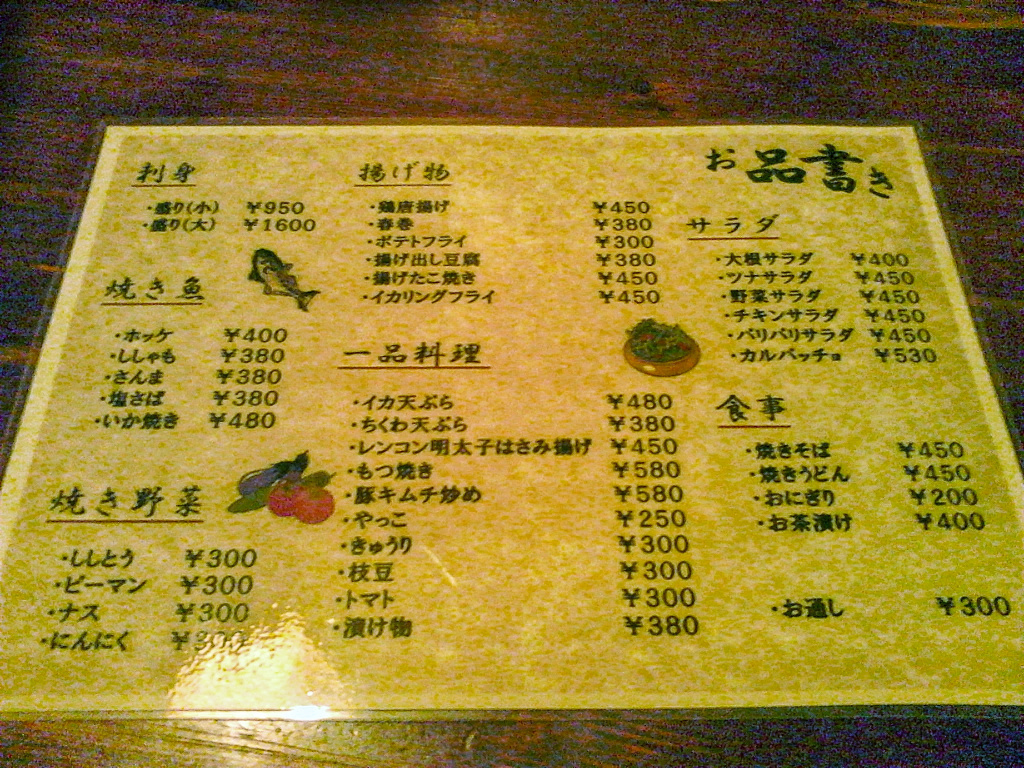 お品書き
刺身
・盛り(小) ¥950
・盛り(大) ¥1600
焼き魚
・ホッケ ¥400
・ししゃも ¥380
・さんま ¥380
・塩さば ¥380
・いか焼き ¥480
焼き野菜
・ししとう ¥300
・ピーマン ¥300
・ナス ¥300
・にんにく ¥300
揚げ物
・鶏唐揚げ ¥450
・春巻 ¥380
・ポテトフライ ¥300
・揚げ出し豆腐 ¥380
・揚げたこ焼き ¥450
・イカリングフライ ¥450
一品料理
・イカ天ぷら ¥480
・ちくわ天ぷら ¥380
・レンコン明太子はさみ揚げ ¥450
・もつ焼き ¥580
・豚キムチ炒め ¥580
・やっこ ¥250
・きゅうり ¥300
・枝豆 ¥300
・トマト ¥300
・漬け物 ¥380
サラダ
・大根サラダ ¥400
・ツナサラダ ¥450
・野菜サラダ ¥450
・チキンサラダ ¥450
・パリパリサラダ ¥450
・カルパッチョ ¥530
食事
・焼きそば ¥450
・焼きうどん ¥450
・おにぎり ¥200
・お茶漬け ¥400
・お通し ¥300